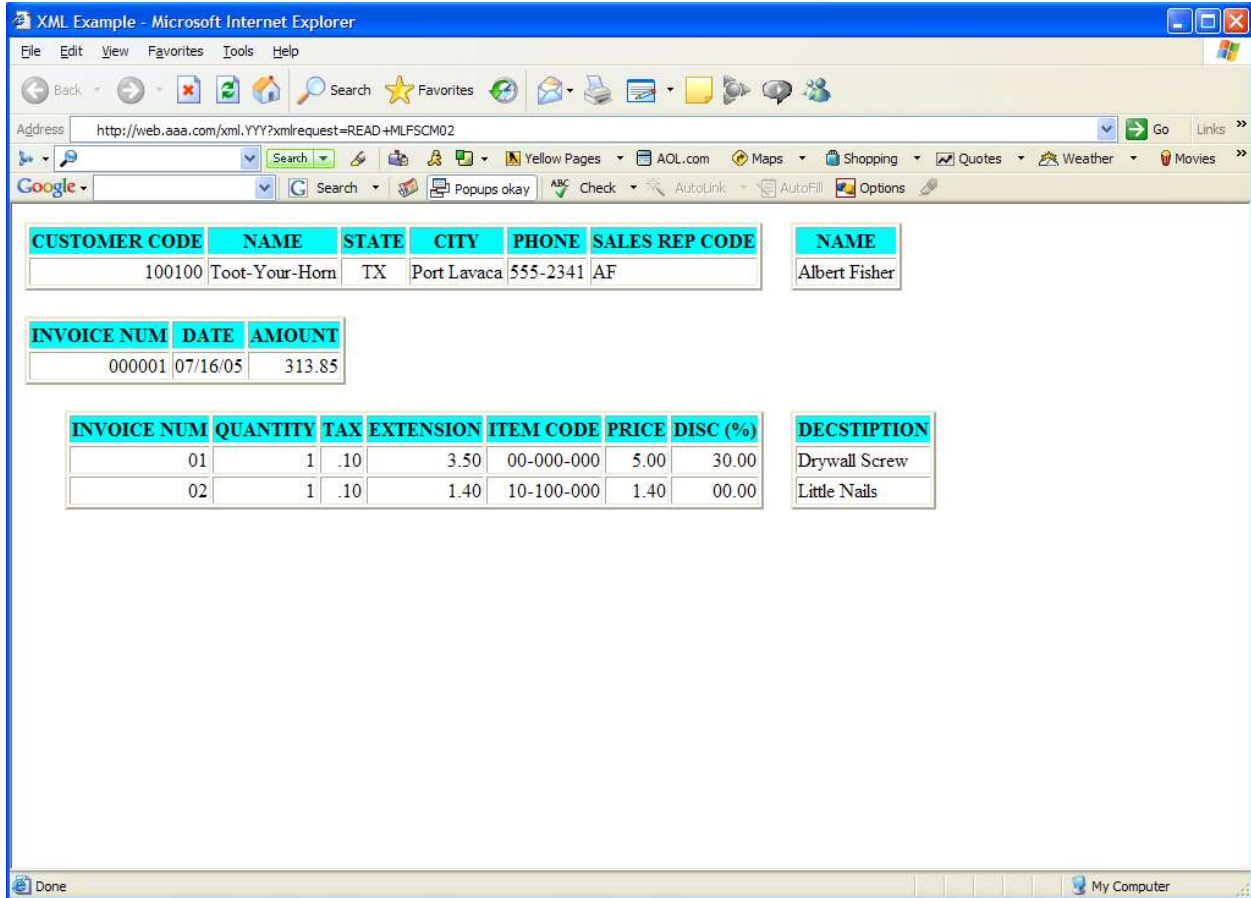 XML Example - Microsoft Internet Explorer
File Edit View Favorites Tools Help
Back Search Favorites
Address http://web.aaa.com/xml.YYY?xmlrequest=READ+MLFSCM02 Go Links »
Search Yellow Pages AOL.com Maps Shopping Quotes Weather Movies »
Google Search Popups okay ABC Check AutoLink AutoFill Options
CUSTOMER CODE NAME STATE CITY PHONE SALES REP CODE NAME
100100 Toot-Your-Horn TX Port Lavaca 555-2341 AF Albert Fisher
INVOICE NUM DATE AMOUNT
000001 07/16/05 313.85
INVOICE NUM QUANTITY TAX EXTENSION ITEM CODE PRICE DISC (%) DECSTIPTION
01 1 .10 3.50 00-000-000 5.00 30.00 Drywall Screw
02 1 .10 1.40 10-100-000 1.40 00.00 Little Nails
Done My Computer